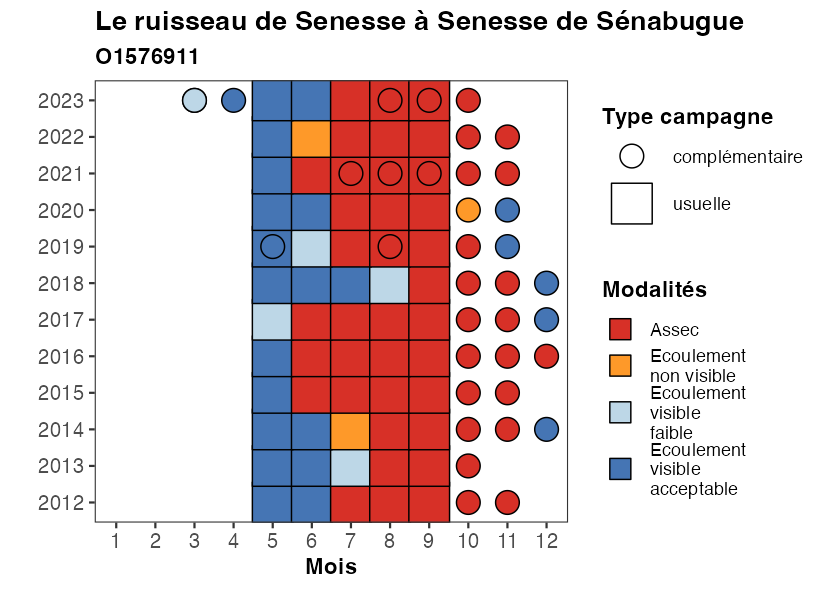 Le ruisseau de Senesse à Senesse de Sénabugue
O1576911
2023
2022
2021
2020
2019
2018
2017
2016
2015
2014
2013
2012
1 2 3 4 5 6 7 8 9 10 11 12
Mois
Type campagne
complémentaire
usuelle
Modalités
Assec
Ecoulement
non visible
Ecoulement
visible
faible
Ecoulement
visible
acceptable